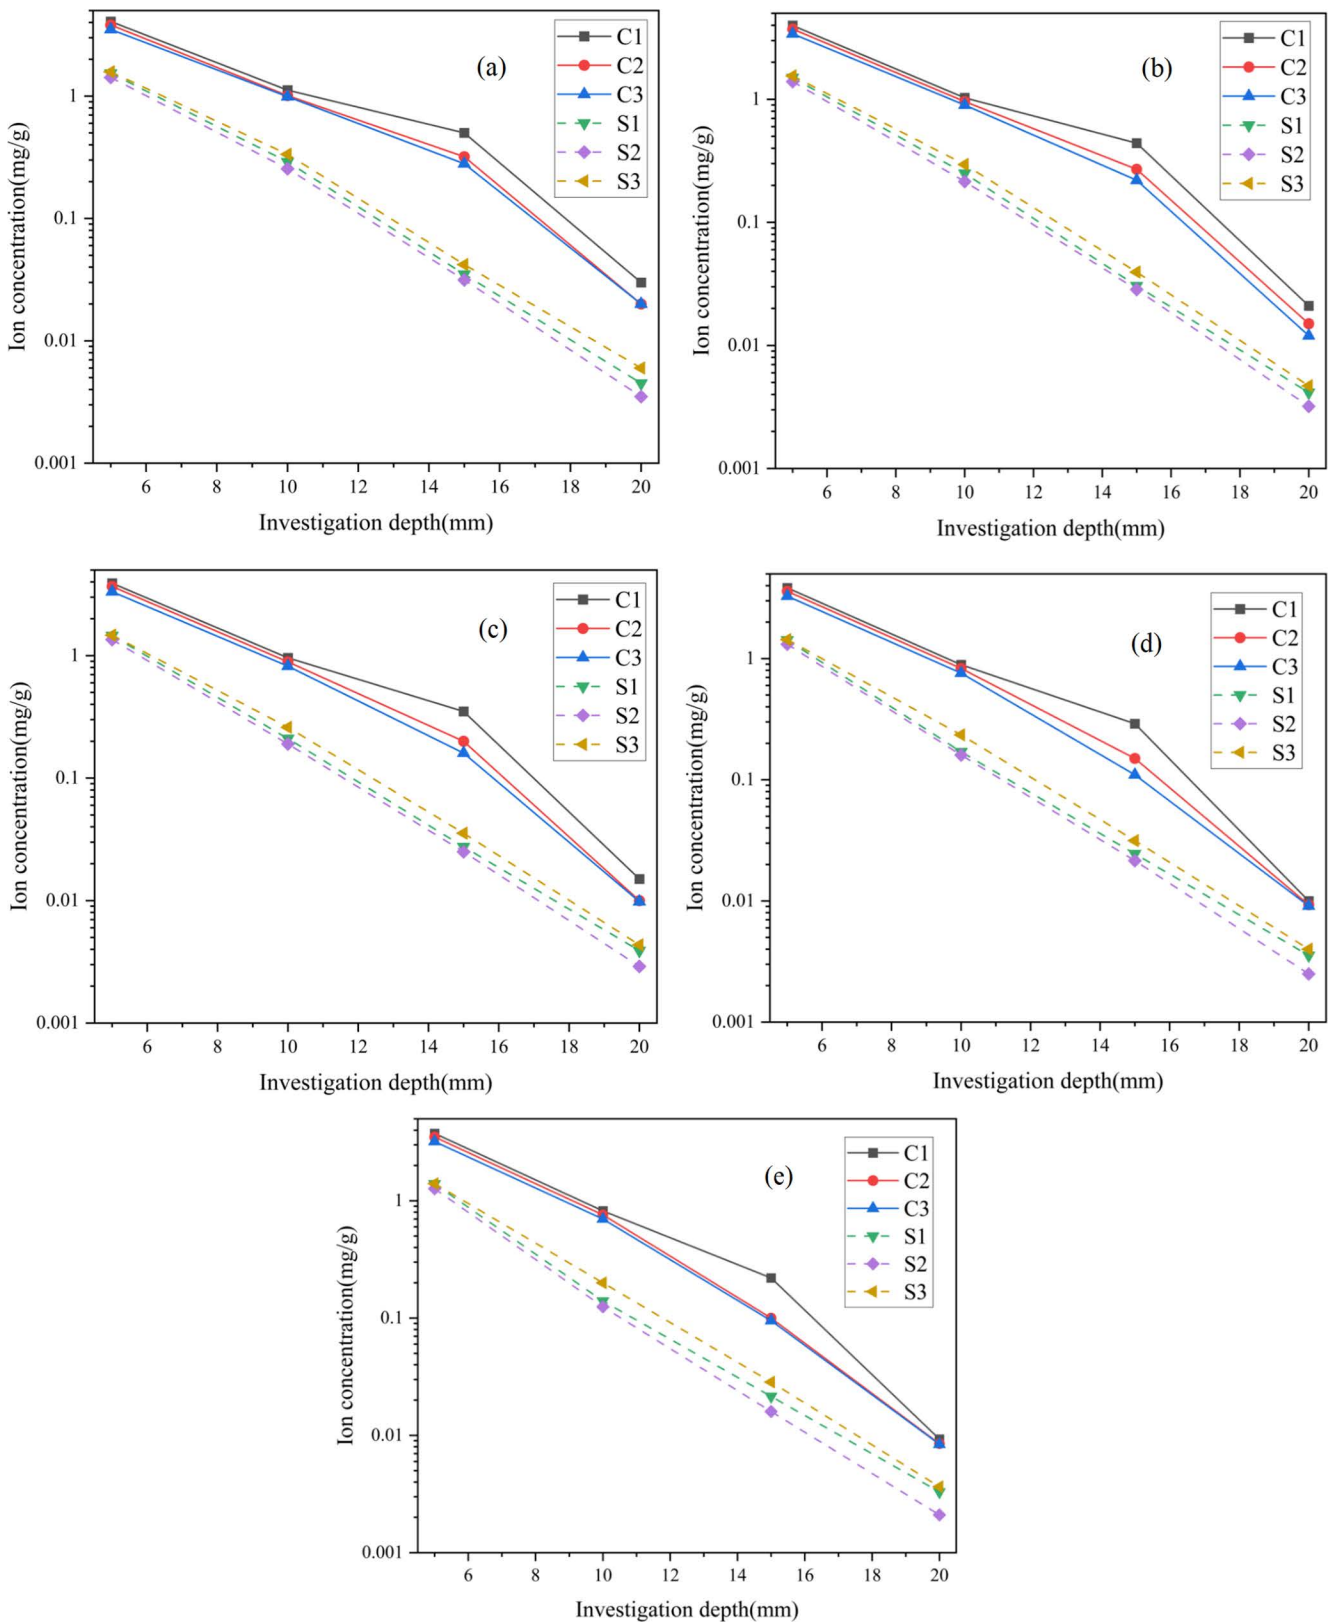 (a)
C1
C2
C3
S1
S2
S3
1
0.1
0.01
0.001
Ion concentration(mg/g)
6 8 10 12 14 16 18 20
Investigation depth(mm)
(b)
C1
C2
C3
S1
S2
S3
1
0.1
0.01
0.001
Ion concentration(mg/g)
6 8 10 12 14 16 18 20
Investigation depth(mm)
(c)
C1
C2
C3
S1
S2
S3
1
0.1
0.01
0.001
Ion concentration(mg/g)
6 8 10 12 14 16 18 20
Investigation depth(mm)
(d)
C1
C2
C3
S1
S2
S3
1
0.1
0.01
0.001
Ion concentration(mg/g)
6 8 10 12 14 16 18 20
Investigation depth(mm)
(e)
C1
C2
C3
S1
S2
S3
1
0.1
0.01
0.001
Ion concentration(mg/g)
6 8 10 12 14 16 18 20
Investigation depth(mm)